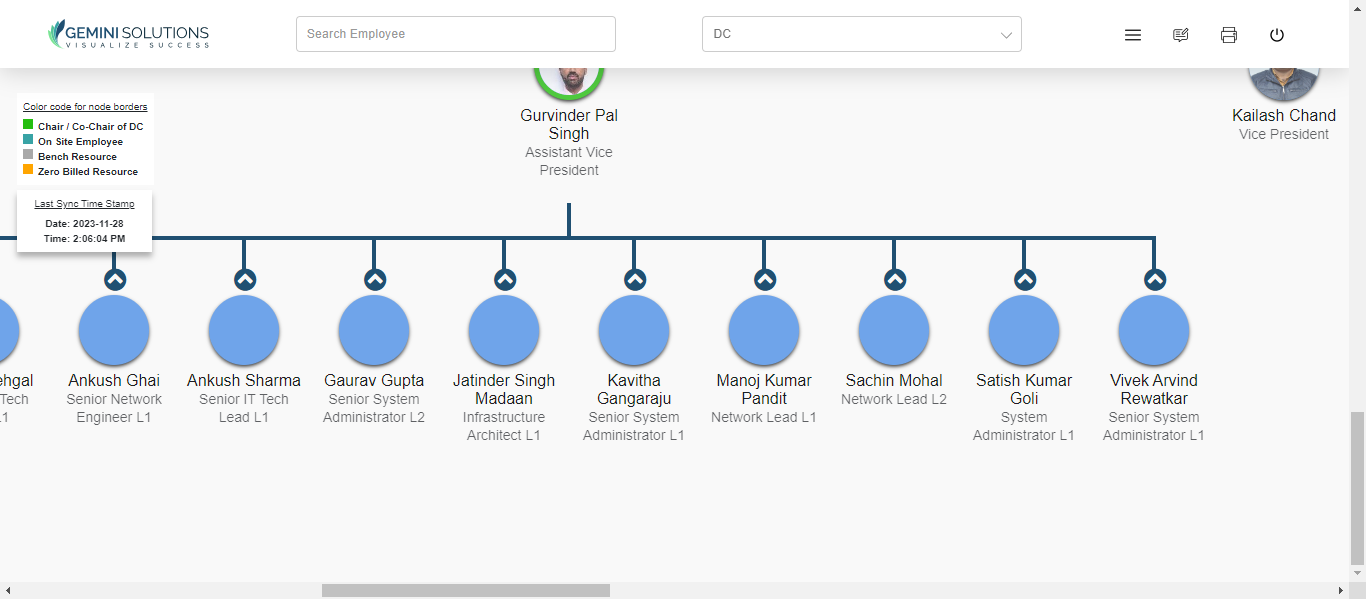 GEMINI SOLUTIONS
VISUALIZE SUCCESS
Search Employee
DC
Color code for node borders
Chair / Co-Chair of DC
On Site Employee
Bench Resource
Zero Billed Resource
Last Sync Time Stamp
Date: 2023-11-28
Time: 2:06:04 PM
Gurvinder Pal
Singh
Assistant Vice
President
Kailash Chand
Vice President
ehgal
Tech
L1
Ankush Ghai
Senior Network
Engineer L1
Ankush Sharma
Senior IT Tech
Lead L1
Gaurav Gupta
Senior System
Administrator L2
Jatinder Singh
Madaan
Infrastructure
Architect L1
Kavitha
Gangaraju
Senior System
Administrator L1
Manoj Kumar
Pandit
Network Lead L1
Sachin Mohal
Network Lead L2
Satish Kumar
Goli
System
Administrator L1
Vivek Arvind
Rewatkar
Senior System
Administrator L1